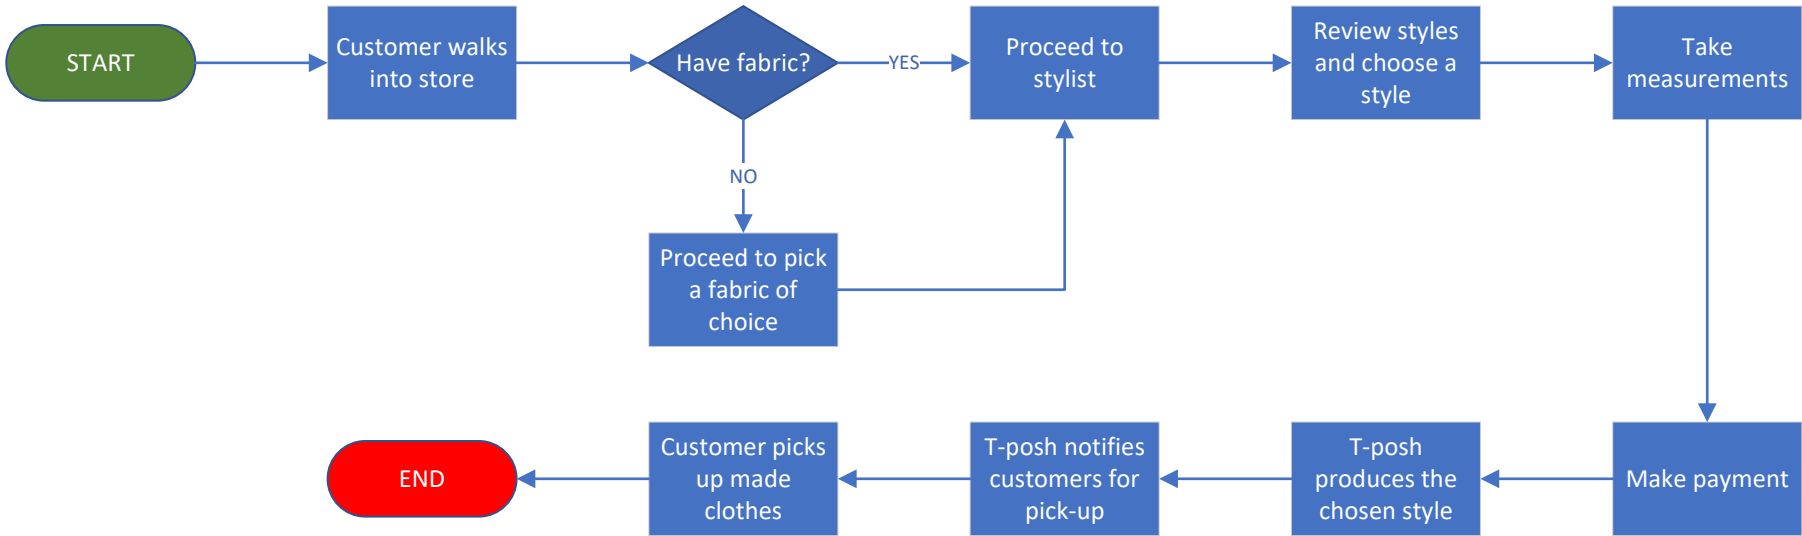 START
Customer walks
into store
Have fabric?
YES
Proceed to
stylist
Review styles
and choose a
style
Take
measurements
NO
Proceed to pick
a fabric of
choice
Make payment
T-posh
produces the
chosen style
T-posh notifies
customers for
pick-up
Customer picks
up made
clothes
END